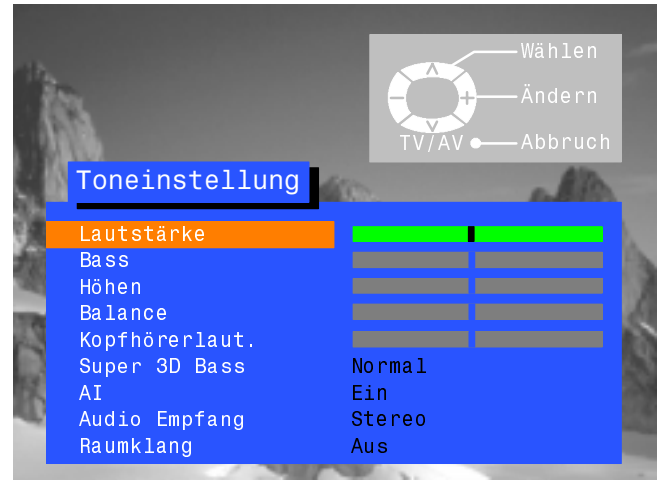 Wählen
Ändern
TV/AV Abbruch
Toneinstellung
Lautstärke
Bass
Höhen
Balance
Kopfhörerlaut.
Super 3D Bass Normal
AI Ein
Audio Empfang Stereo
Raumklang Aus